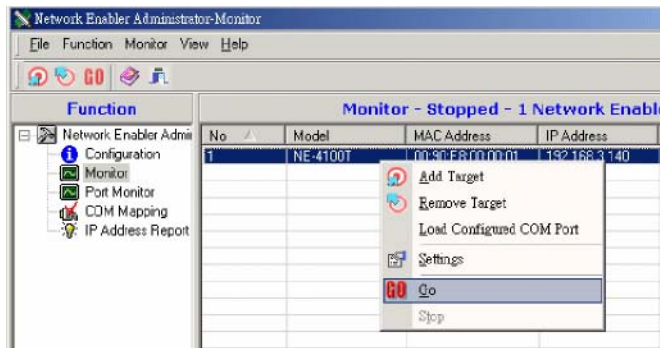 Network Enabler Administrator-Monitor
File Function Monitor View Help
GO
Function
Monitor - Stopped - 1 Network Enabl
Network Enabler Admi
Configuration
Monitor
Port Monitor
COM Mapping
IP Address Report
No Model MAC Address IP Address
1 NE-4100T 00:90:E8:00:00:01 192.168.3.140
Add Target
Remove Target
Load Configured COM Port
Settings
GO Go
Stop